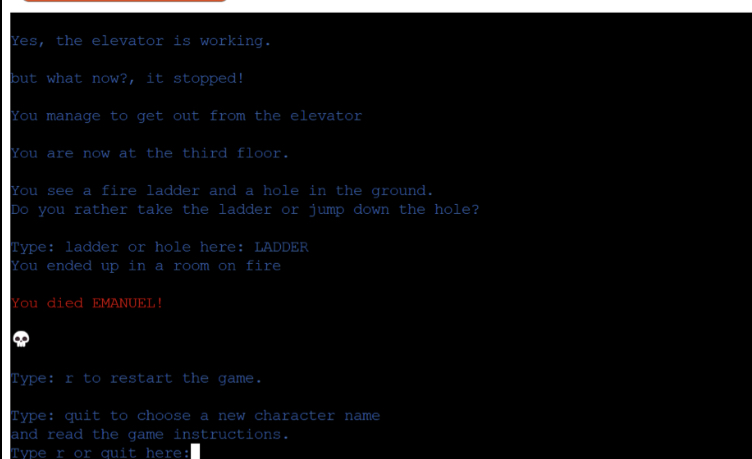 Yes, the elevator is working.
but what now?, it stopped!
You manage to get out from the elevator
You are now at the third floor.
You see a fire ladder and a hole in the ground.
Do you rather take the ladder or jump down the hole?
Type: ladder or hole here: LADDER
You ended up in a room on fire
You died EMANUEL!
Type: r to restart the game.
Type: quit to choose a new character name
and read the game instructions.
Type r or quit here: